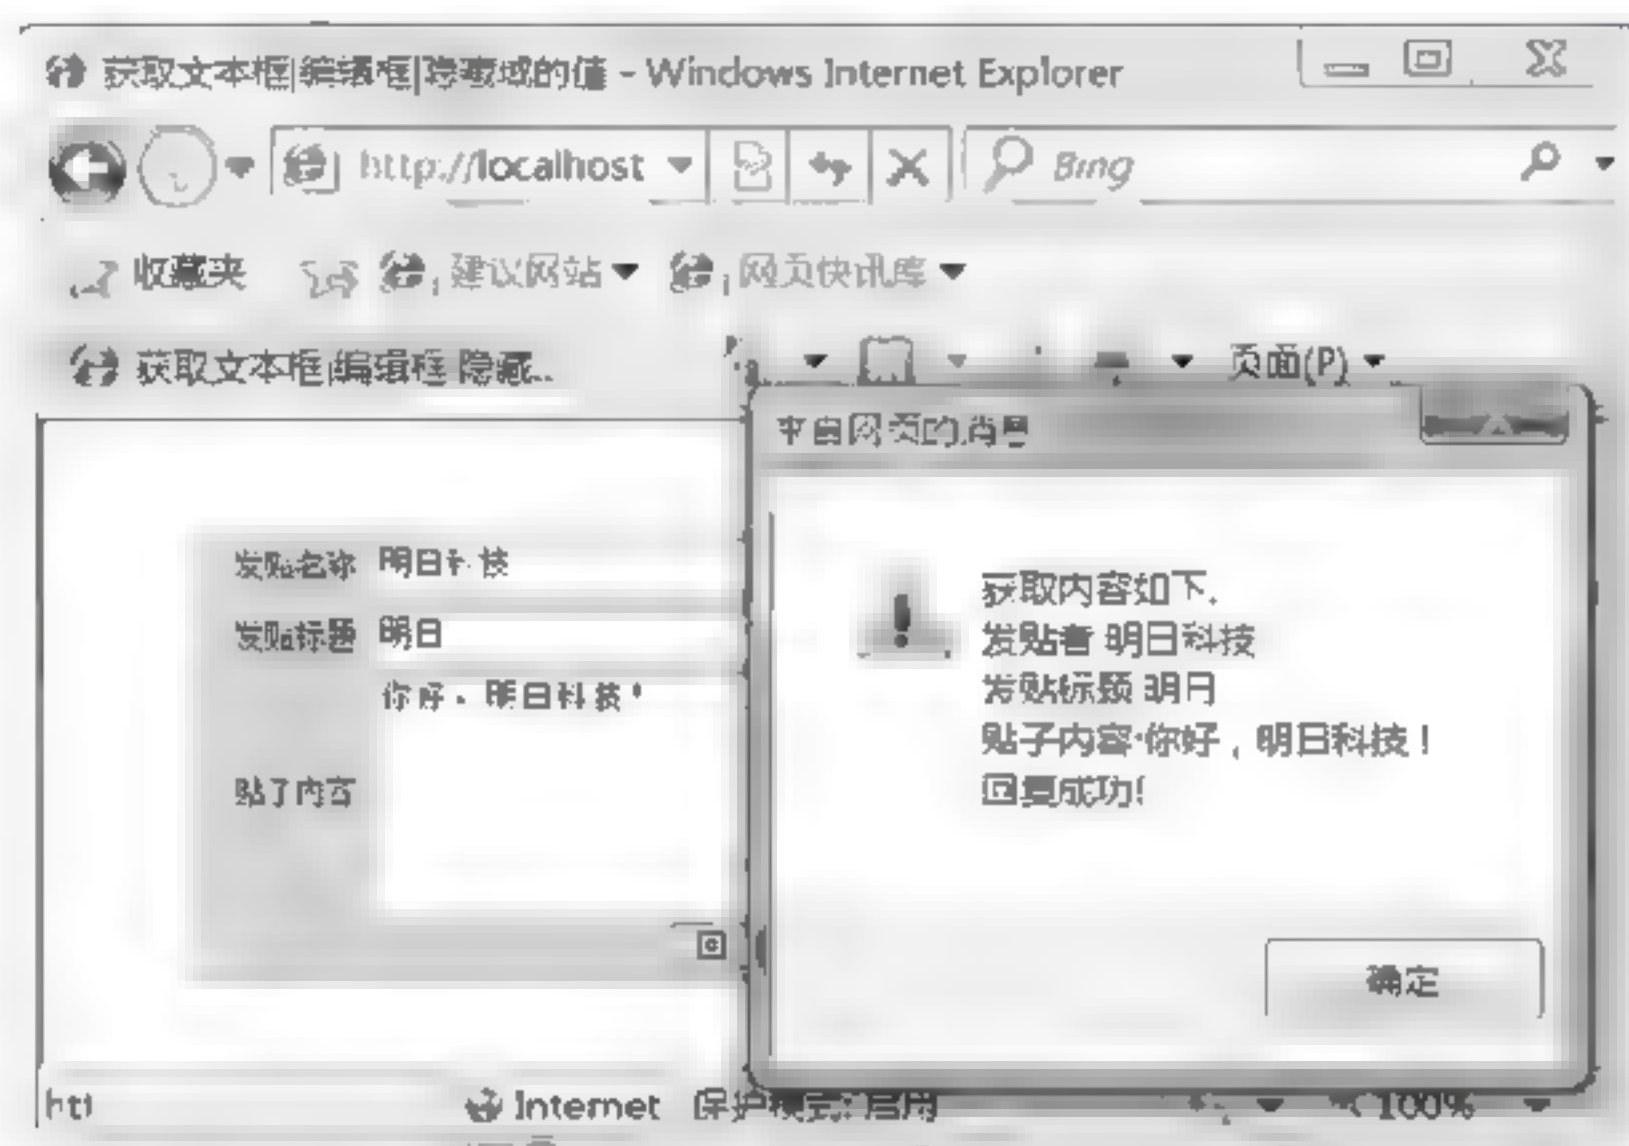 获取文本框|编辑框|隐藏域的值 - Windows Internet Explorer
http://localhost
Bing
收藏夹 建议网站 网页快讯库
获取文本框|编辑框|隐藏... 页面(P)
来自网页的消息
发贴名称 明日科技
发贴标题 明日
你好，明日科技！
贴子内容
获取内容如下:
发贴者:明日科技
发贴标题:明日
贴子内容:你好，明日科技！
回复成功!
确定
htt Internet 保护模式: 启用 100%